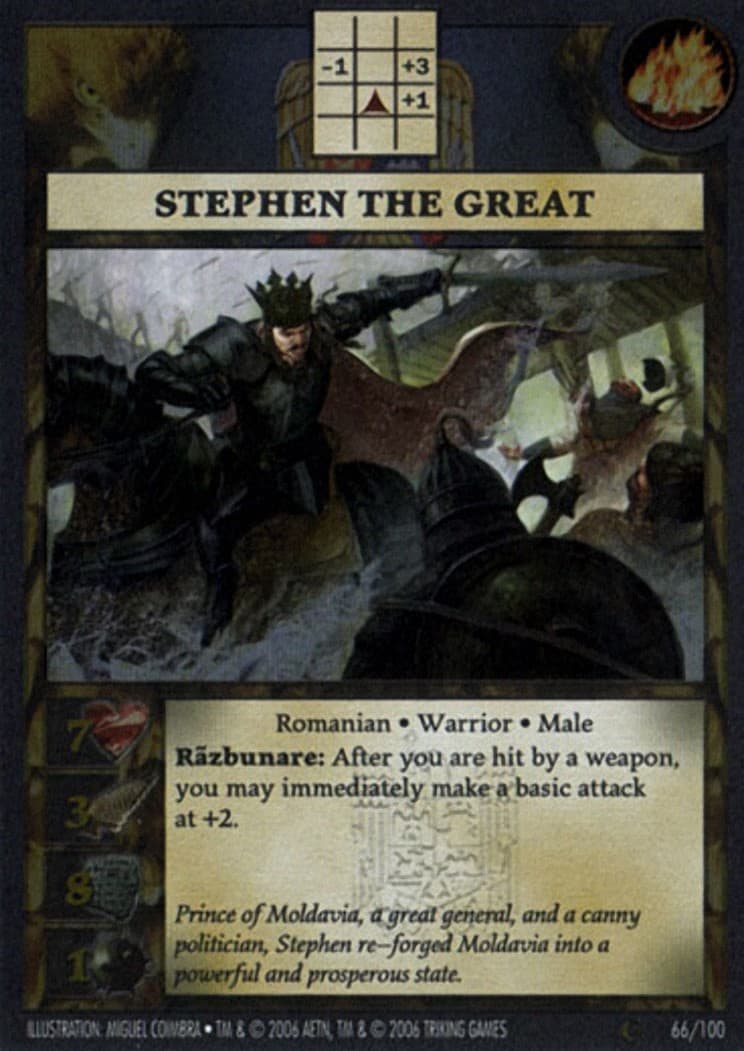 -1 +3
+1
STEPHEN THE GREAT
7
3
8
1
Romanian • Warrior • Male
Rãzbunare: After you are hit by a weapon,
you may immediately make a basic attack
at +2.
Prince of Moldavia, a great general, and a canny
politician, Stephen re-forged Moldavia into a
powerful and prosperous state.
ILLUSTRATION: MIGUEL COIMBRA • TM & © 2006 AETN, TM & © 2006 TRIKING GAMES
66/100